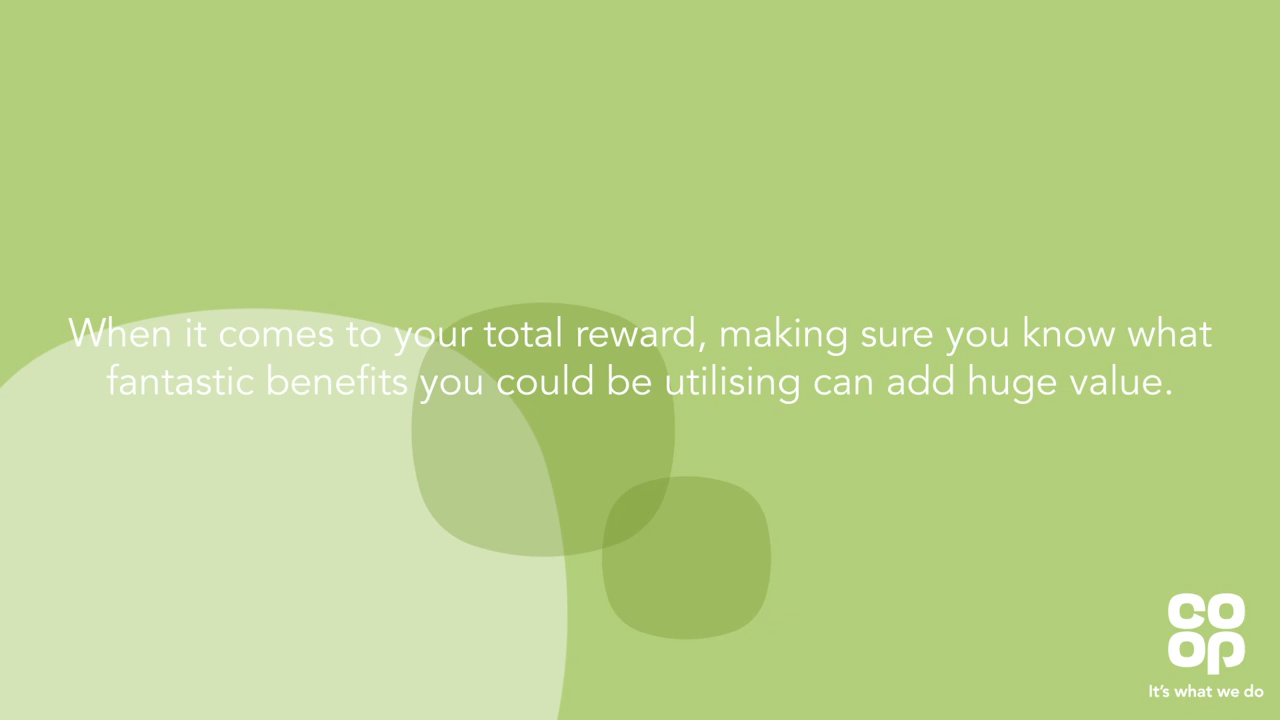 When it comes to your total reward, making sure you know what
fantastic benefits you could be utilising can add huge value.
co
op
It's what we do